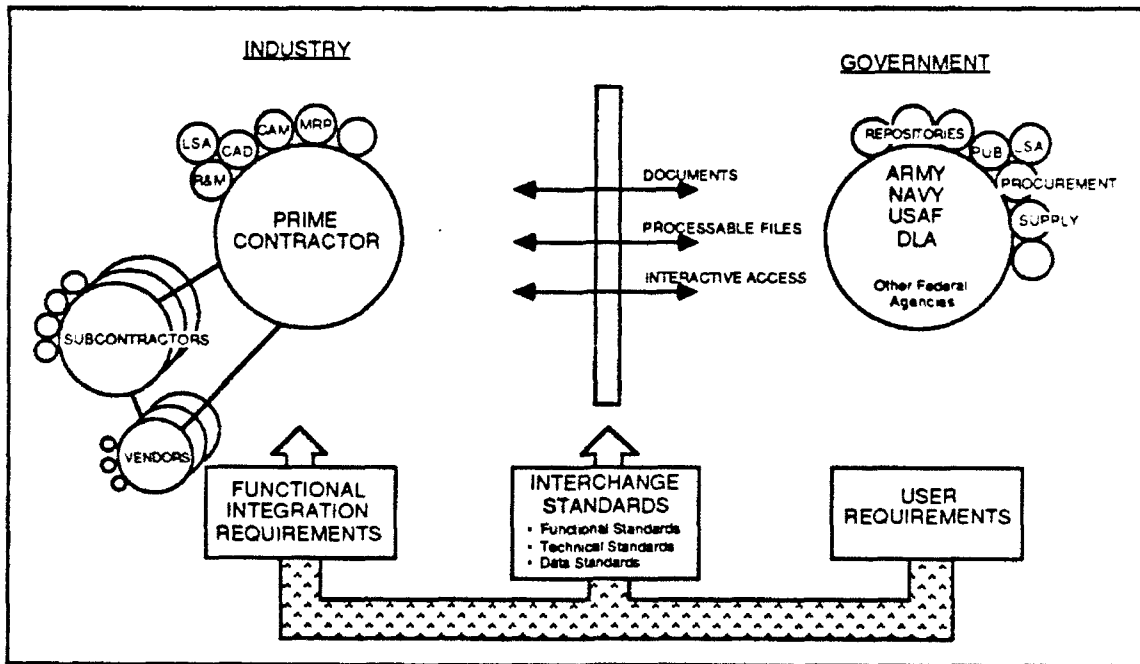 INDUSTRY
GOVERNMENT
LSA
CAD
CAM
MRP
R&M
PRIME
CONTRACTOR
SUBCONTRACTORS
VENDORS
DOCUMENTS
PROCESSABLE FILES
INTERACTIVE ACCESS
REPOSITORIES
PUB
LSA
PROCUREMENT
SUPPLY
ARMY
NAVY
USAF
DLA
Other Federal
Agencies
FUNCTIONAL
INTEGRATION
REQUIREMENTS
INTERCHANGE
STANDARDS
• Functional Standards
• Technical Standards
• Data Standards
USER
REQUIREMENTS